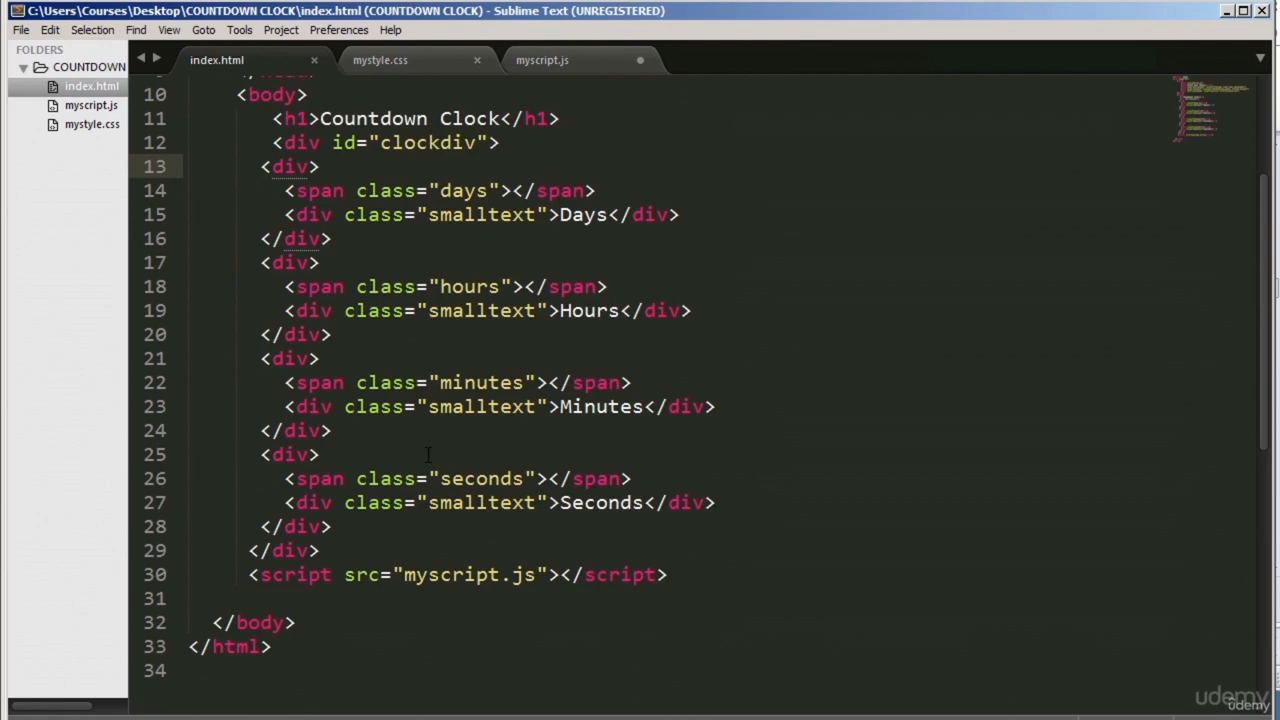 C:\Users\Courses\Desktop\COUNTDOWN CLOCK\index.html (COUNTDOWN CLOCK) - Sublime Text (UNREGISTERED)
File Edit Selection Find View Goto Tools Project Preferences Help
FOLDERS
COUNTDOWN
index.html
myscript.js
mystyle.css
index.html mystyle.css myscript.js
10 <body>
11 <h1>Countdown Clock</h1>
12 <div id="clockdiv">
13 <div>
14 <span class="days"></span>
15 <div class="smalltext">Days</div>
16 </div>
17 <div>
18 <span class="hours"></span>
19 <div class="smalltext">Hours</div>
20 </div>
21 <div>
22 <span class="minutes"></span>
23 <div class="smalltext">Minutes</div>
24 </div>
25 <div>
26 <span class="seconds"></span>
27 <div class="smalltext">Seconds</div>
28 </div>
29 </div>
30 <script src="myscript.js"></script>
31
32 </body>
33 </html>
34
udemy
udemy